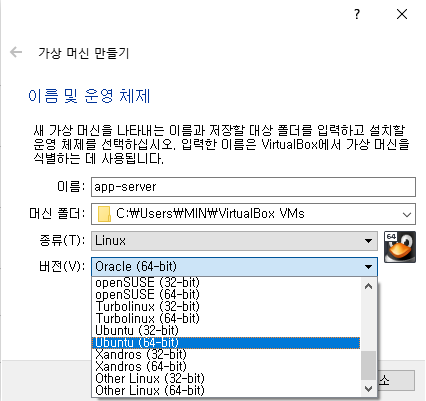 ?
가상 머신 만들기
이름 및 운영 체제
새 가상 머신을 나타내는 이름과 저장할 대상 폴더를 입력하고 설치할
운영 체제를 선택하십시오. 입력한 이름은 VirtualBox에서 가상 머신을
식별하는 데 사용됩니다.
이름: app-server
머신 폴더: C:₩Users₩MIN₩VirtualBox VMs
종류(T): Linux
64
버전(V): Oracle (64-bit)
openSUSE (32-bit)
openSUSE (64-bit)
Turbolinux (32-bit)
Turbolinux (64-bit)
Ubuntu (32-bit)
Ubuntu (64-bit)
Xandros (32-bit)
Xandros (64-bit)
Other Linux (32-bit)
Other Linux (64-bit)
소